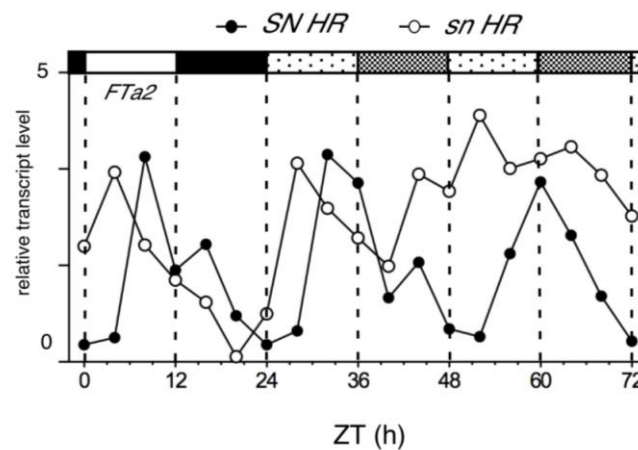 SN HR sn HR
5
FTa2
relative transcript level
0
0 12 24 36 48 60 72
ZT (h)